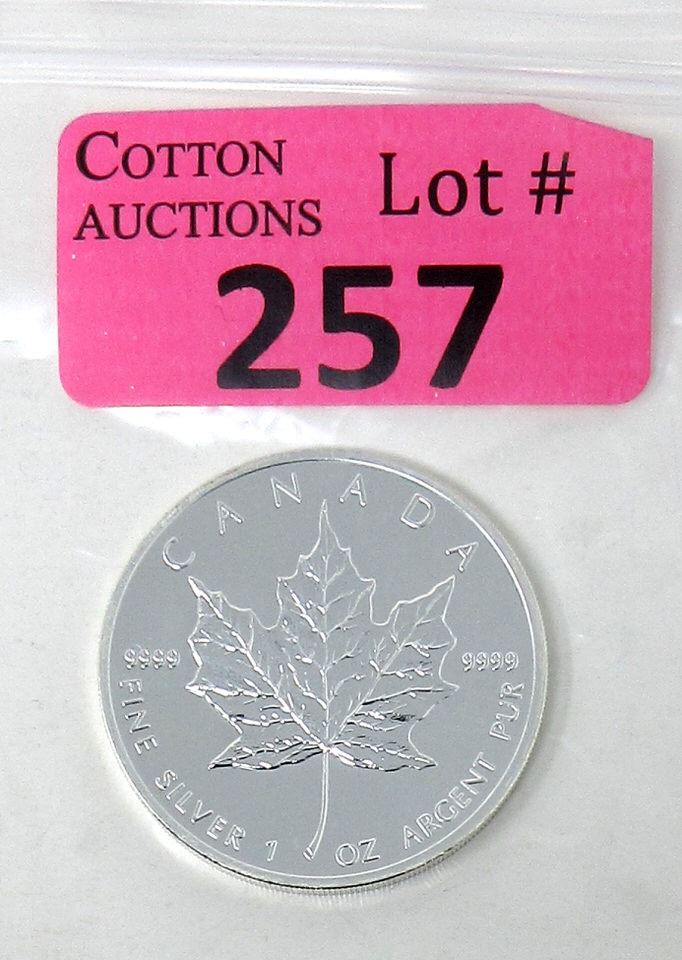 COTTON
AUCTIONS
Lot #
257
CANADA
9999 9999
FINE SILVER 1 OZ ARGENT PUR